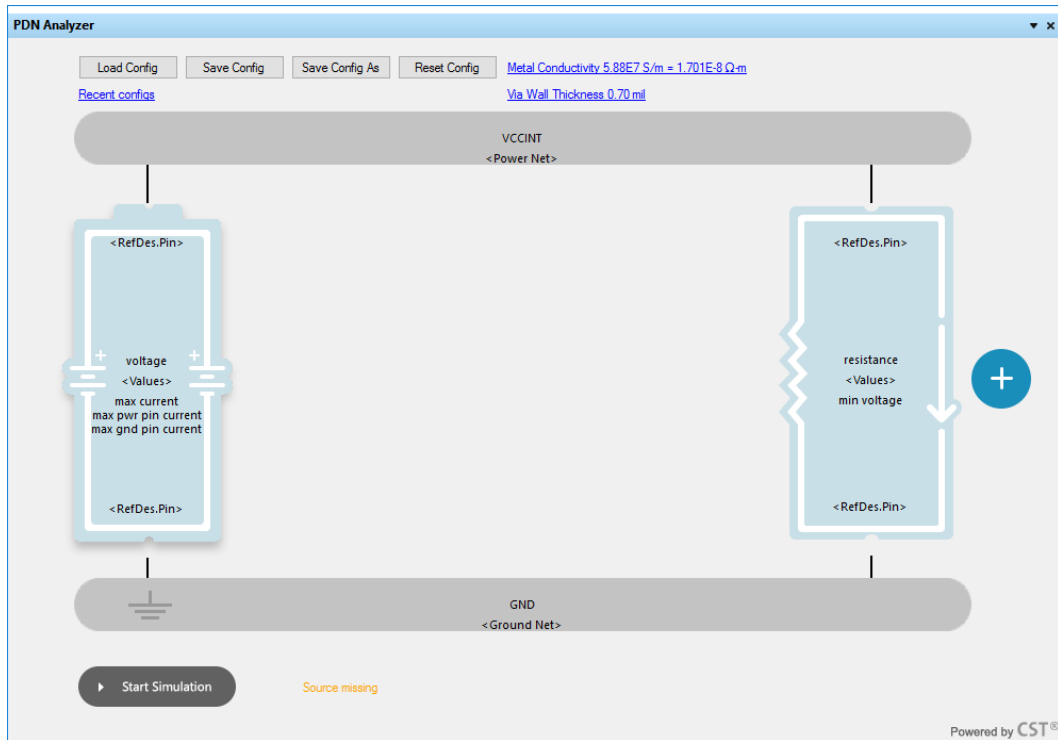 PDN Analyzer
Load Config
Save Config
Save Config As
Reset Config
Metal Conductivity 5.88E7 S/m = 1.701E-8 Ω-m
Recent configs
Via Wall Thickness 0.70 mil
VCCINT
<Power Net>
<RefDes.Pin>
voltage
<Values>
max current
max pwr pin current
max gnd pin current
<RefDes.Pin>
<RefDes.Pin>
resistance
<Values>
min voltage
<RefDes.Pin>
GND
<Ground Net>
Start Simulation
Source missing
Powered by CST®